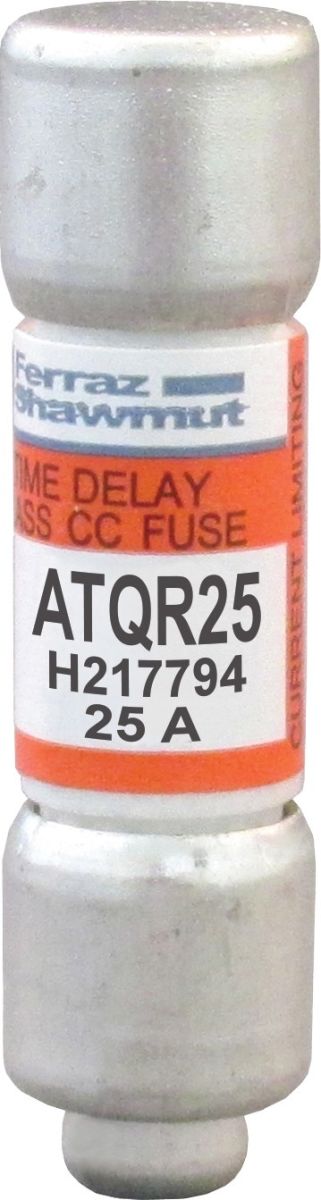 Ferraz
Shawmut
TIME DELAY
ASS CC FUSE
ATQR25
H217794
25 A
CURRENT LIMITING